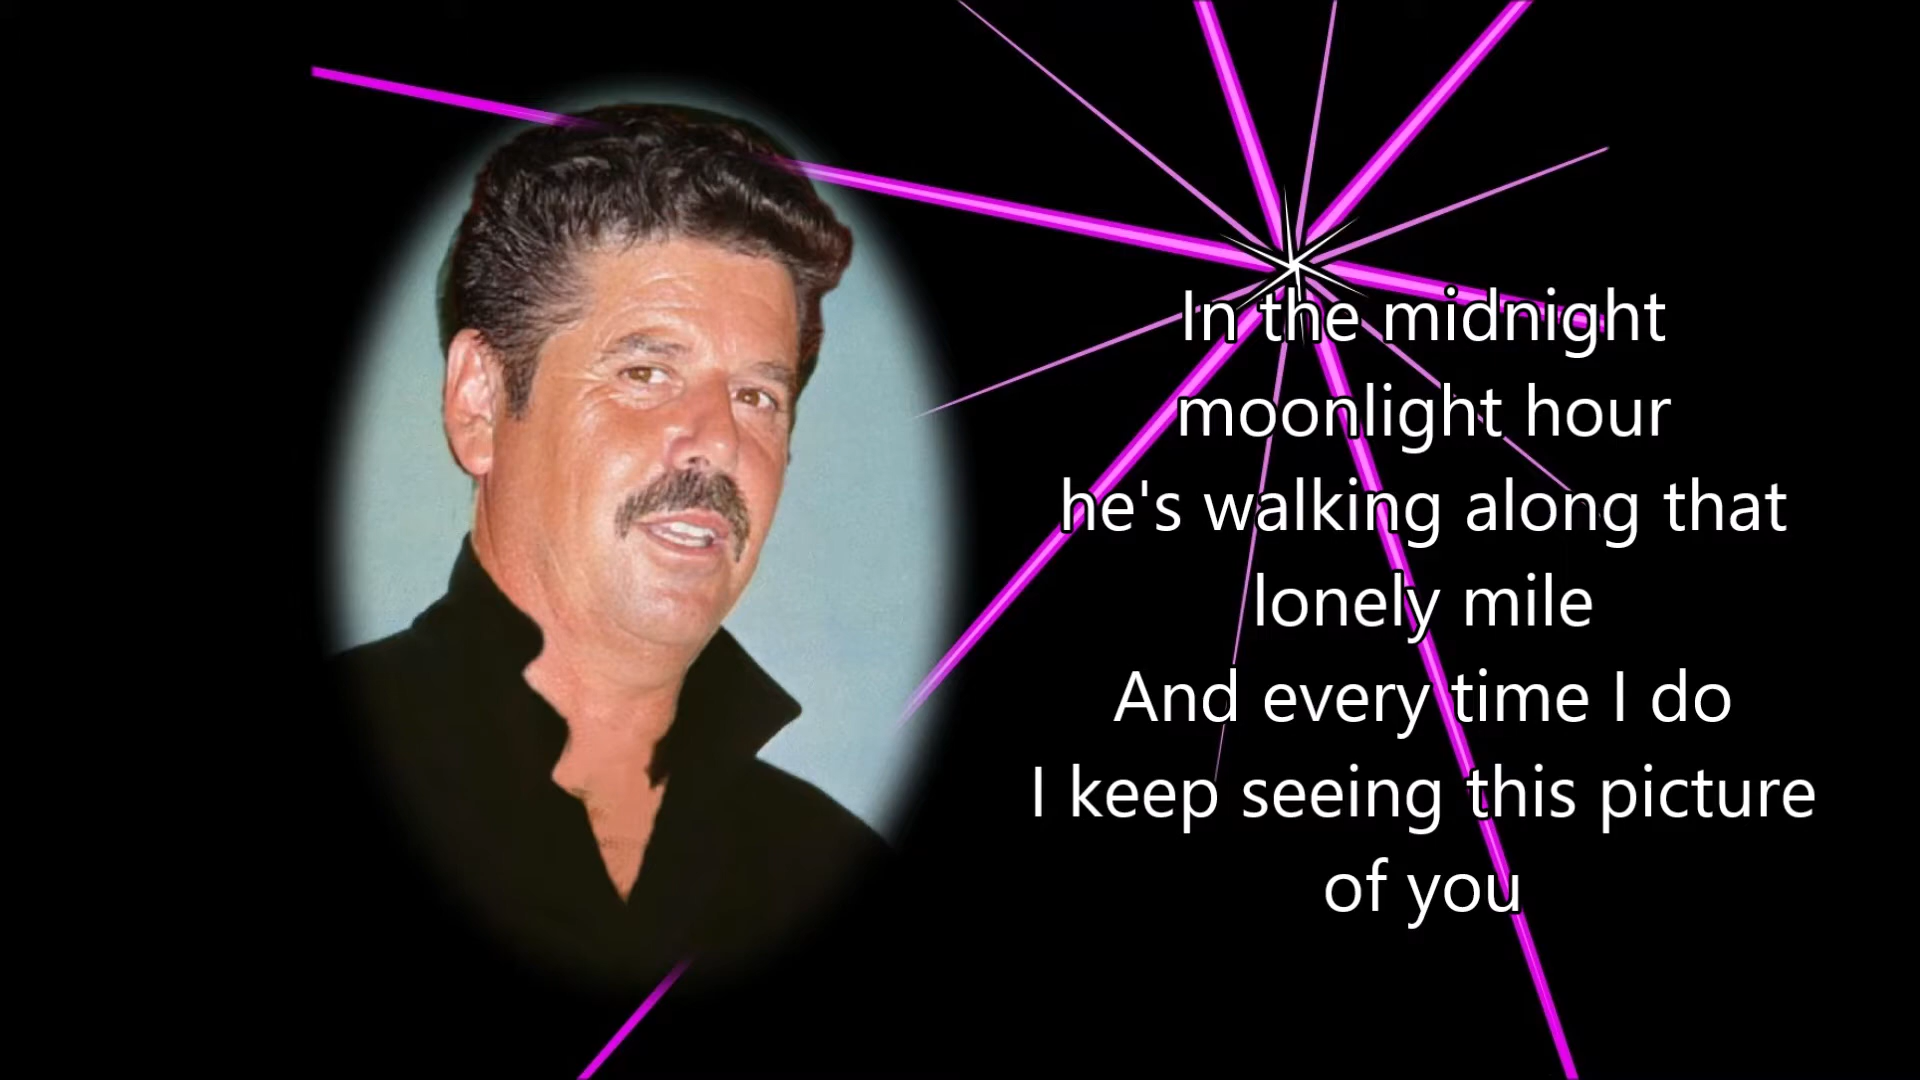 In the midnight
moonlight hour
he's walking along that
lonely mile
And every time I do
I keep seeing this picture
of you